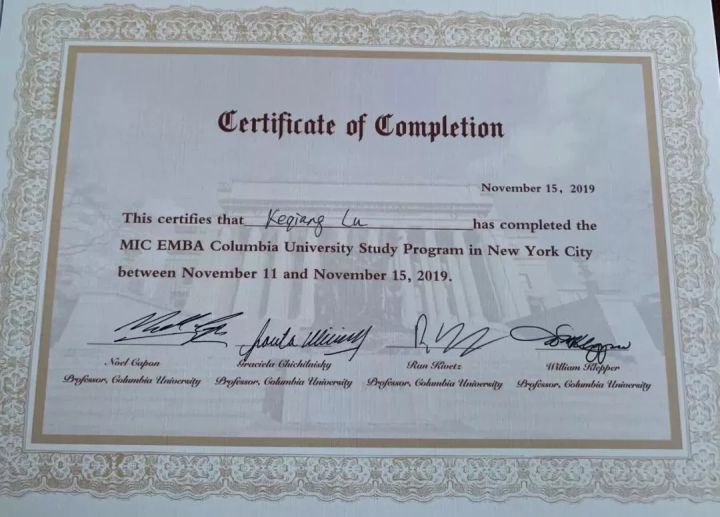 Certificate of Completion
November 15, 2019
This certifies that Keqiang Lu has completed the
MIC EMBA Columbia University Study Program in New York City
between November 11 and November 15, 2019.
Noel Capon Graciela Chichilnisky Ran Kivetz William Klepper
Professor, Columbia University Professor, Columbia University Professor, Columbia University Professor, Columbia University